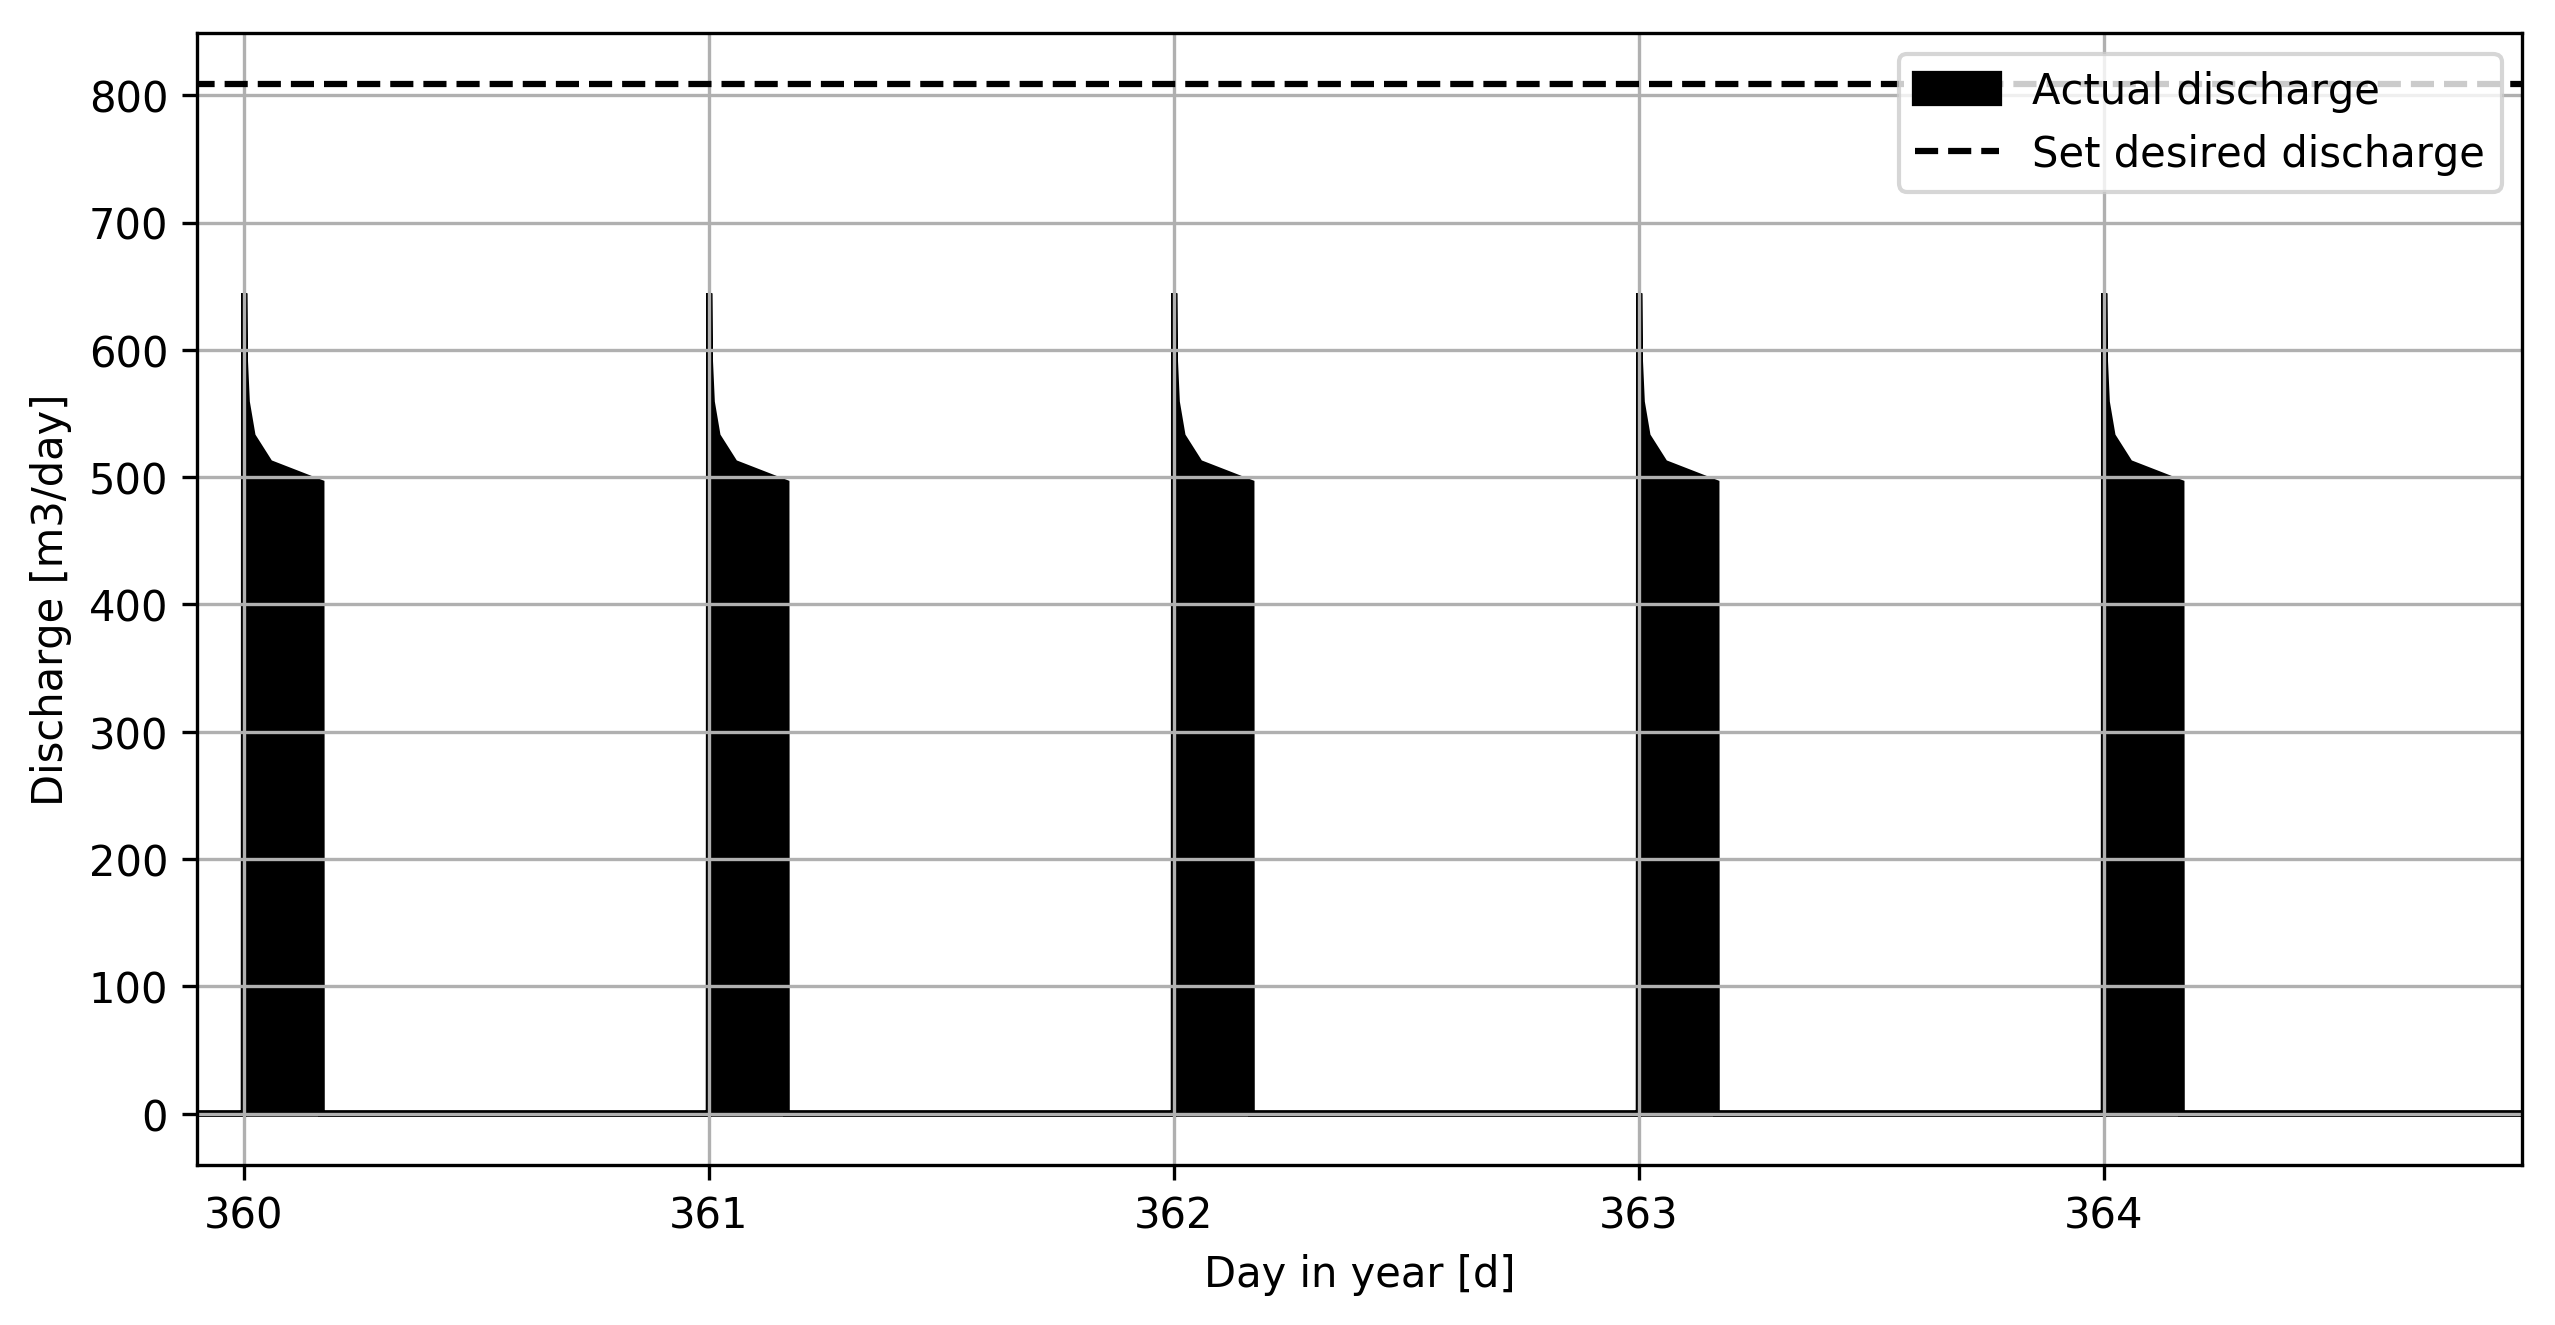 Actual discharge
Set desired discharge
800
700
600
500
400
300
200
100
0
Discharge [m3/day]
360 361 362 363 364
Day in year [d]